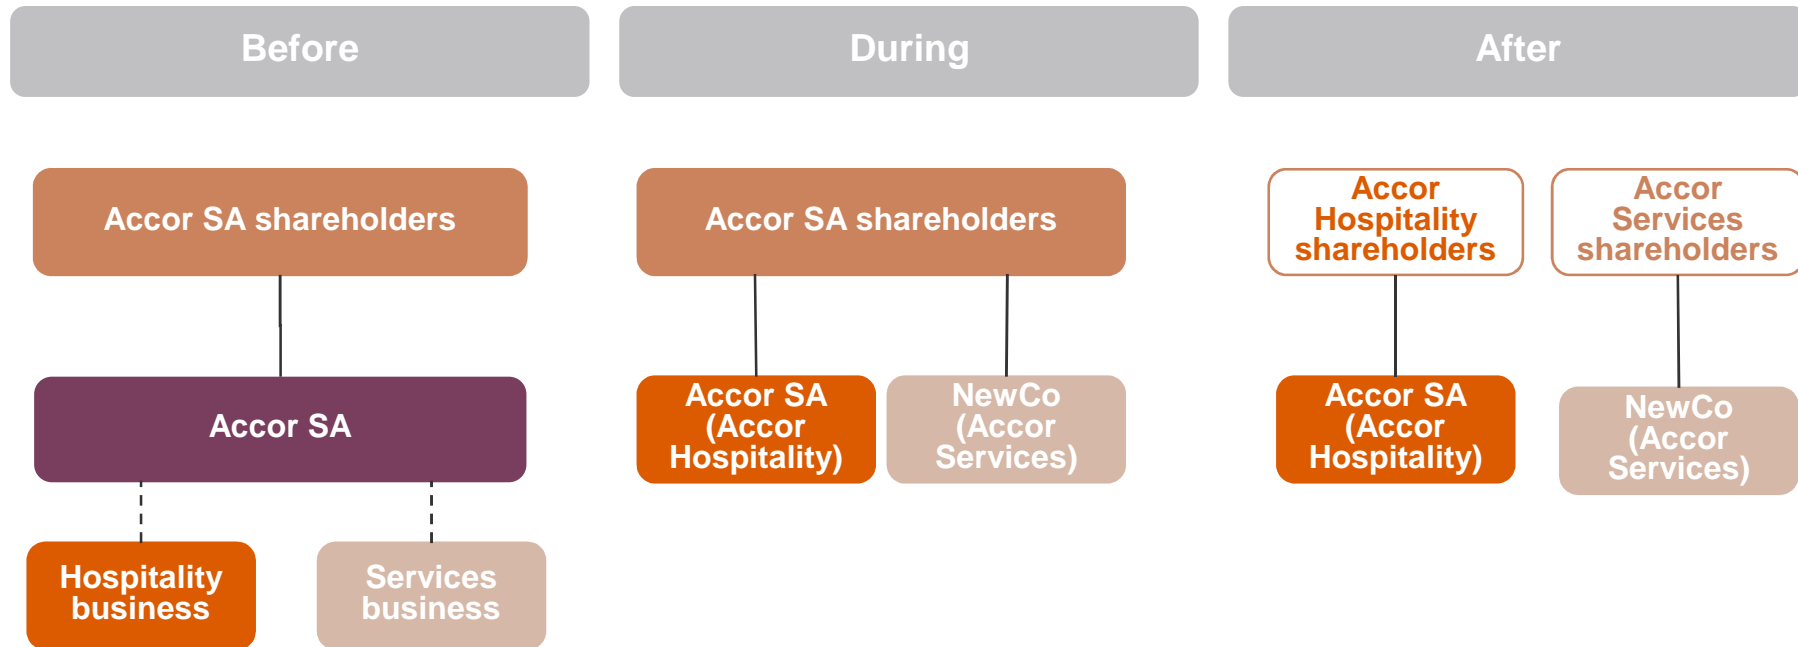 Before
During
After
Accor SA shareholders
Accor SA
Hospitality
business
Services
business
Accor SA shareholders
Accor SA
(Accor
Hospitality)
NewCo
(Accor
Services)
Accor
Hospitality
shareholders
Accor
Services
shareholders
Accor SA
(Accor
Hospitality)
NewCo
(Accor
Services)